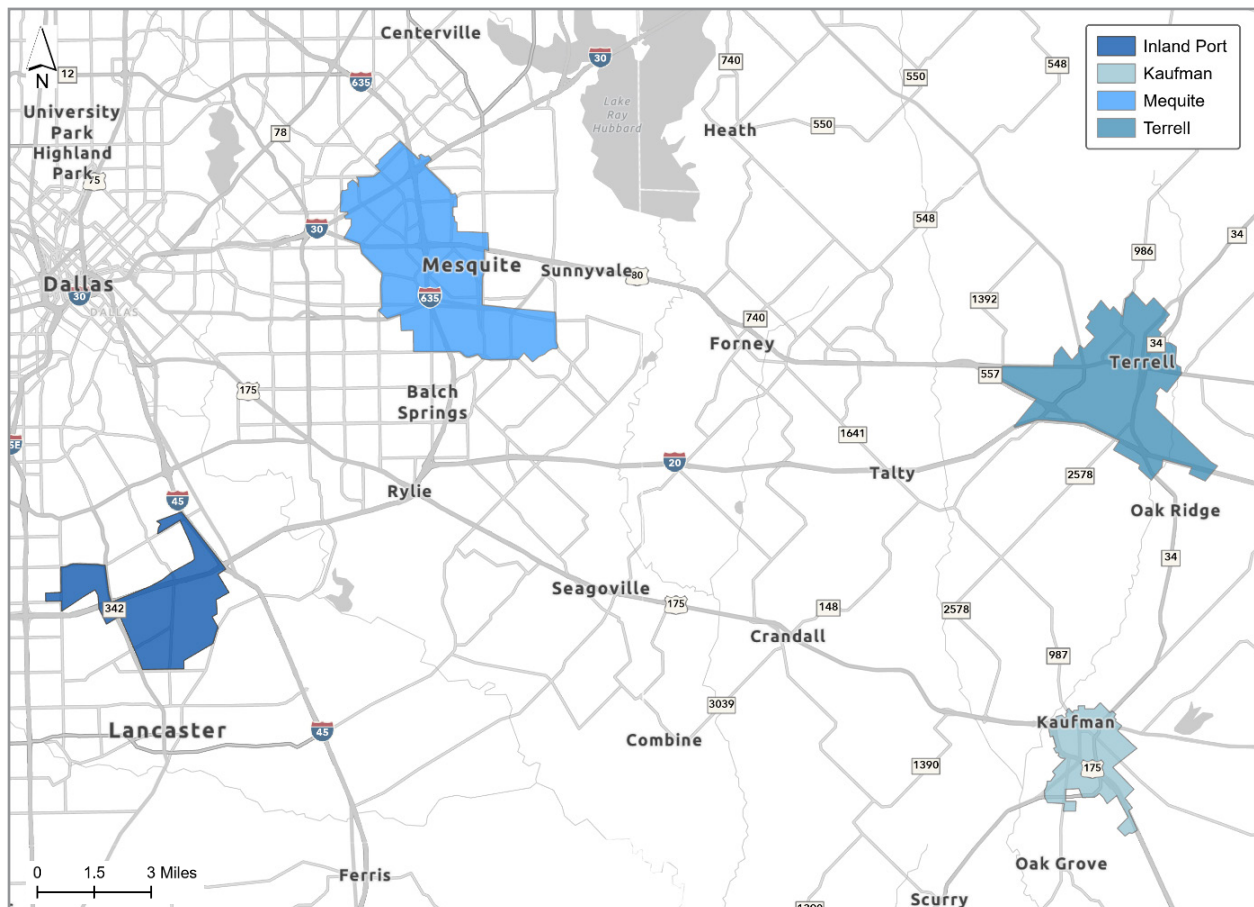 Centerville
30
740
550
548
12
635
Inland Port
Kaufman
Mequite
Terrell
N
University
Park
Highland
Park
75
78
Lake
Ray
Hubbard
Heath
550
30
548
34
986
Mesquite
Sunnyvale
80
Dallas
30
DALLAS
635
1392
740
Forney
34
Terrell
557
175
Balch
Springs
1641
20
Talty
2578
Rylie
45
Oak Ridge
34
Seagoville
175
148
2578
342
Crandall
987
3039
Kaufman
Lancaster
45
Combine
1390
175
0 1.5 3 Miles
Ferris
Oak Grove
Scurry